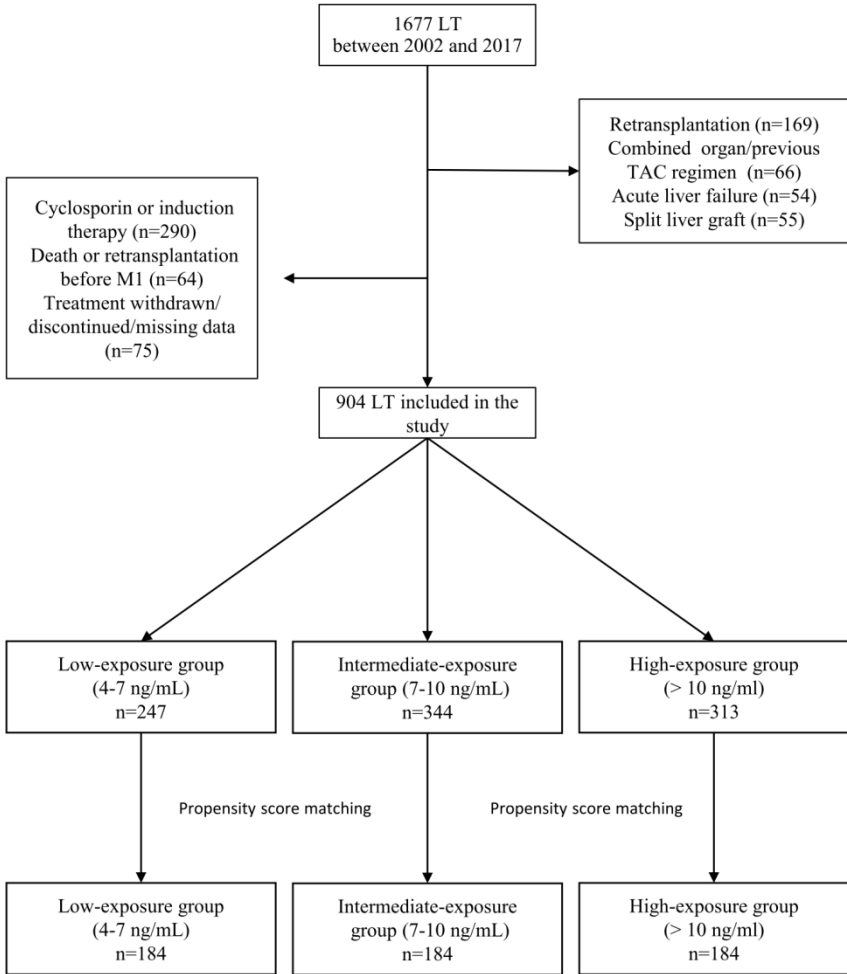 1677 LT
between 2002 and 2017
Retransplantation (n=169)
Combined organ/previous
TAC regimen (n=66)
Acute liver failure (n=54)
Split liver graft (n=55)
Cyclosporin or induction
therapy (n=290)
Death or retransplantation
before M1 (n=64)
Treatment withdrawn/
discontinued/missing data
(n=75)
904 LT included in the
study
Low-exposure group
(4-7 ng/mL)
n=247
Intermediate-exposure
group (7-10 ng/mL)
n=344
High-exposure group
(> 10 ng/ml)
n=313
Propensity score matching
Propensity score matching
Low-exposure group
(4-7 ng/mL)
n=184
Intermediate-exposure
group (7-10 ng/mL)
n=184
High-exposure group
(> 10 ng/ml)
n=184